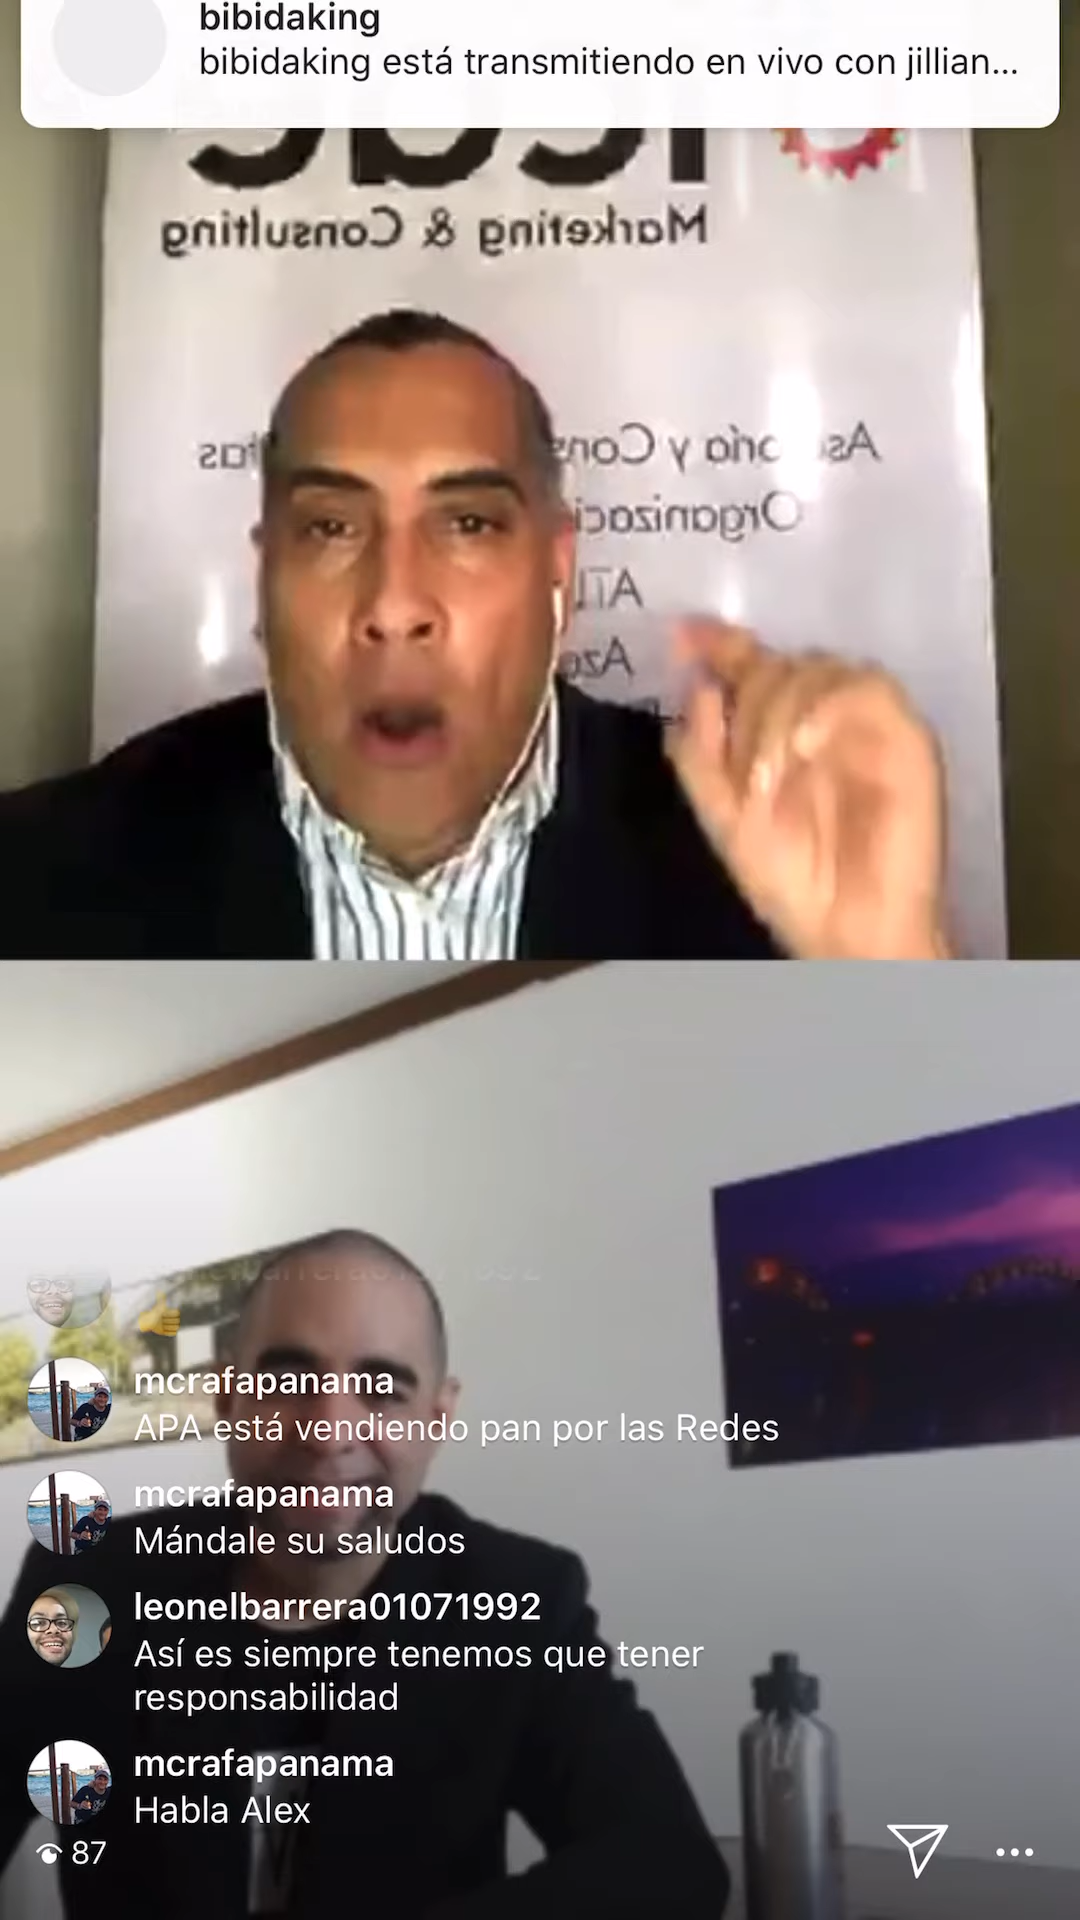 bibidaking
bibidaking está transmitiendo en vivo con jillian...
Marketing & Consulting
mcrafapanama
APA está vendiendo pan por las Redes
mcrafapanama
Mándale su saludos
leonelbarrera01071992
Así es siempre tenemos que tener
responsabilidad
mcrafapanama
Habla Alex
87